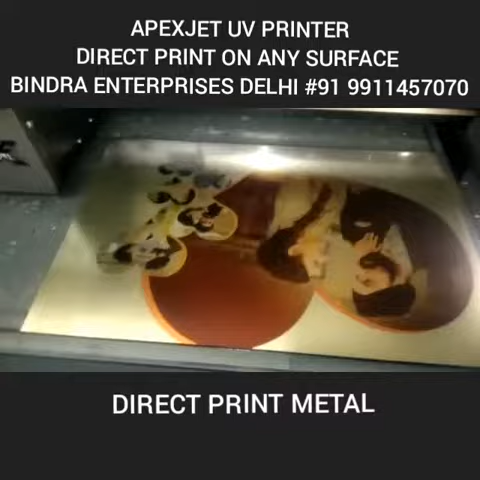 APEXJET UV PRINTER
DIRECT PRINT ON ANY SURFACE
BINDRA ENTERPRISES DELHI #91 9911457070
DIRECT PRINT METAL